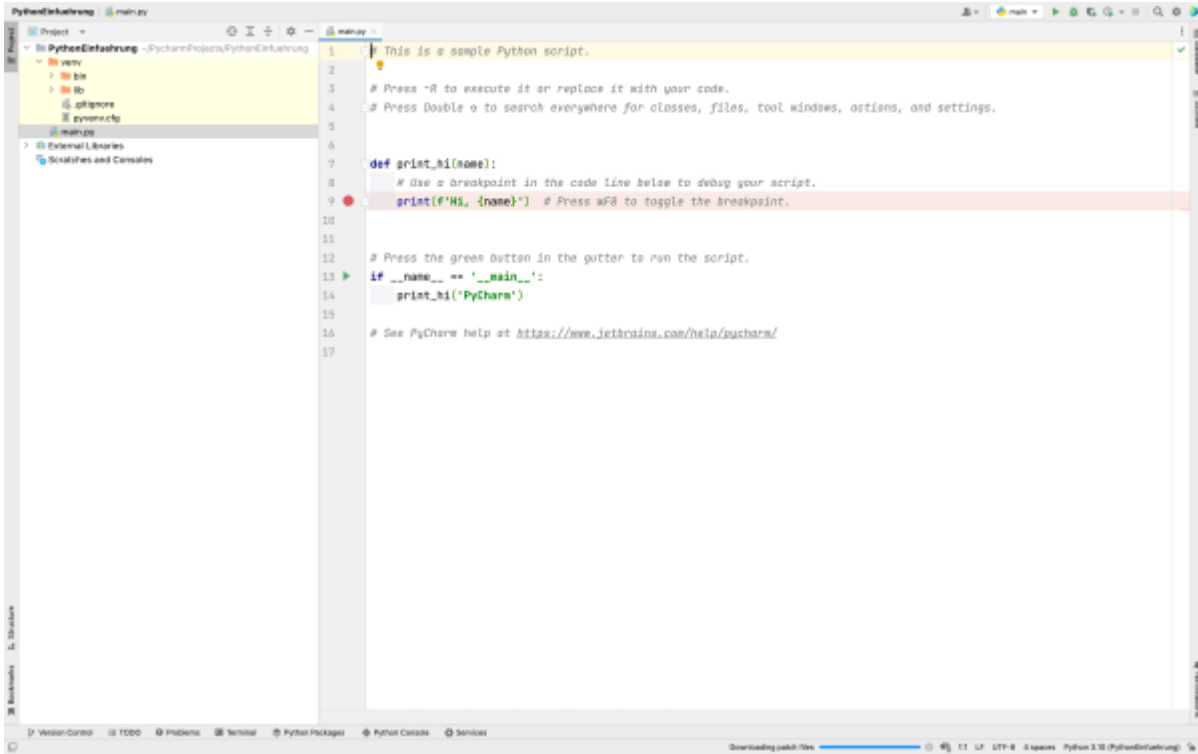 PythonEinfuehrung main.py
main
Project
main.py
PythonEinfuehrung ~/PycharmProjects/PythonEinfuehrung
venv
bin
lib
.gitignore
pyvenv.cfg
main.py
External Libraries
Scratches and Consoles
Project
Structure
Bookmarks
1 # This is a sample Python script.
2
3 # Press ^R to execute it or replace it with your code.
4 # Press Double ⇧ to search everywhere for classes, files, tool windows, actions, and settings.
5
6
7 def print_hi(name):
8 # Use a breakpoint in the code line below to debug your script.
9 print(f'Hi, {name}') # Press ⌘F8 to toggle the breakpoint.
10
11
12 # Press the green button in the gutter to run the script.
13 if __name__ == '__main__':
14 print_hi('PyCharm')
15
16 # See PyCharm help at https://www.jetbrains.com/help/pycharm/
17
Version Control TODO Problems Terminal Python Packages Python Console Services
Downloading patch files 1:1 LF UTF-8 4 spaces Python 3.10 (PythonEinfuehrung)